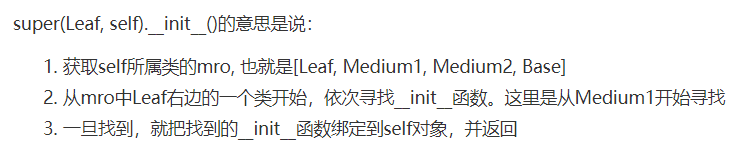 super(Leaf, self).__init__()的意思是说：
1. 获取self所属类的mro, 也就是[Leaf, Medium1, Medium2, Base]
2. 从mro中Leaf右边的一个类开始，依次寻找__init__函数。这里是从Medium1开始寻找
3. 一旦找到，就把找到的__init__函数绑定到self对象，并返回